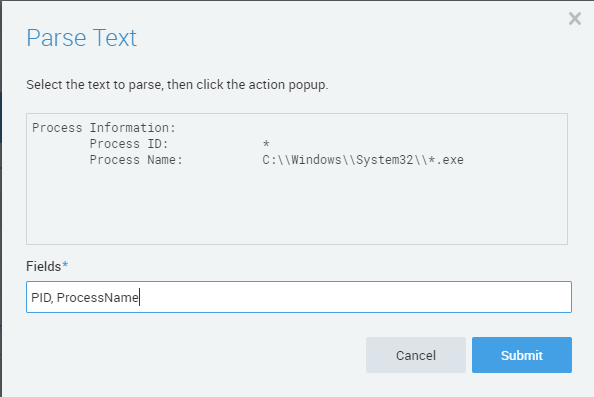 Parse Text
Select the text to parse, then click the action popup.
Process Information:
Process ID: *
Process Name: C:\\Windows\\System32\\*.exe
Fields*
PID, ProcessName
Cancel Submit